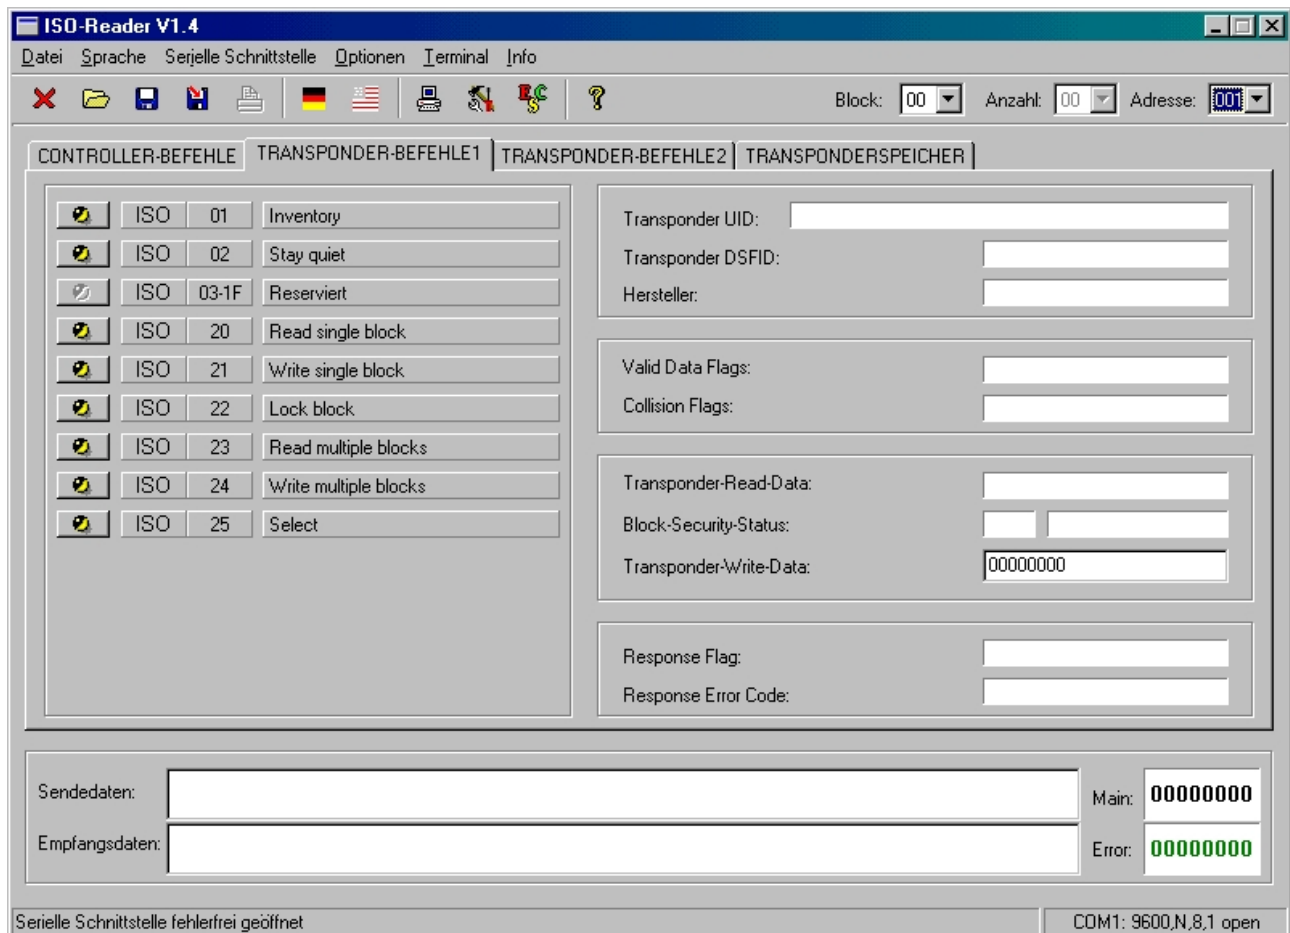 ISO-Reader V1.4
Datei Sprache Serielle Schnittstelle Optionen Terminal Info
Block: 00 Anzahl: 00 Adresse: 001
CONTROLLER-BEFEHLE TRANSPONDER-BEFEHLE1 TRANSPONDER-BEFEHLE2 TRANSPONDERSPEICHER
ISO 01 Inventory
ISO 02 Stay quiet
ISO 03-1F Reserviert
ISO 20 Read single block
ISO 21 Write single block
ISO 22 Lock block
ISO 23 Read multiple blocks
ISO 24 Write multiple blocks
ISO 25 Select
Transponder UID:
Transponder DSFID:
Hersteller:
Valid Data Flags:
Collision Flags:
Transponder-Read-Data:
Block-Security-Status:
Transponder-Write-Data: 00000000
Response Flag:
Response Error Code:
Sendedaten:
Main: 00000000
Empfangsdaten:
Error: 00000000
Serielle Schnittstelle fehlerfrei geöffnet
COM1: 9600,N,8,1 open